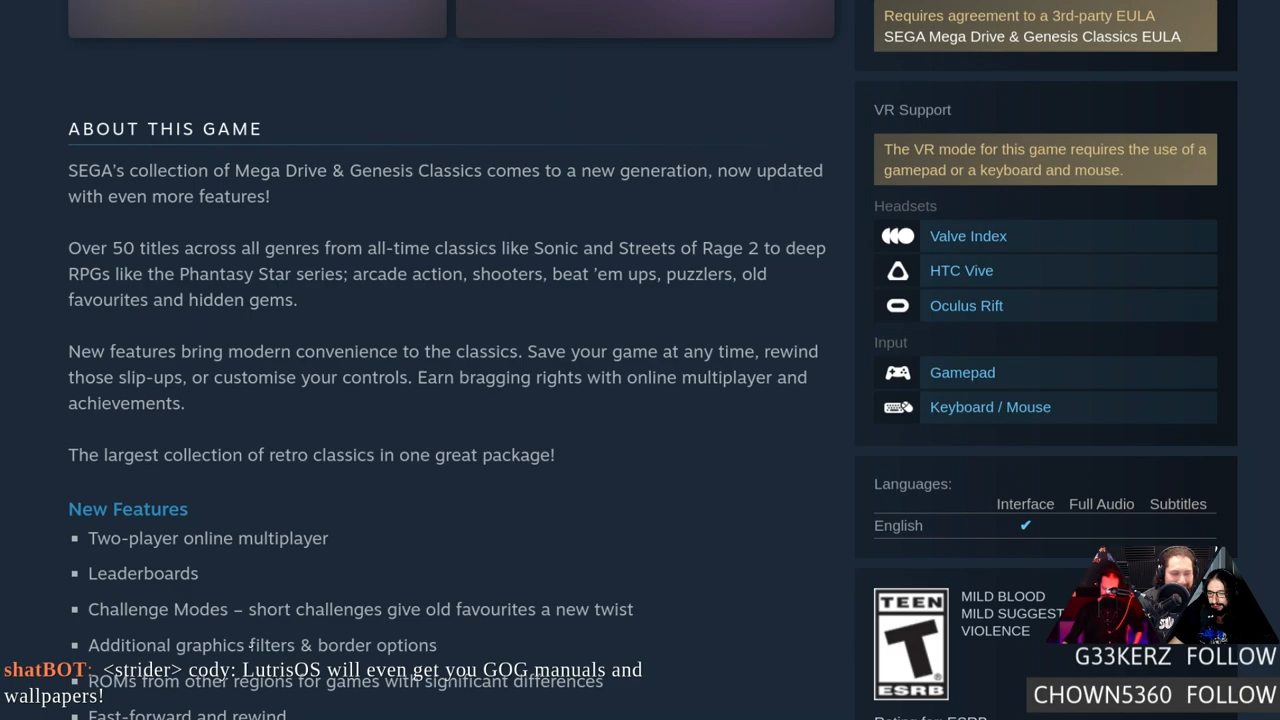 Requires agreement to a 3rd-party EULA
SEGA Mega Drive & Genesis Classics EULA
VR Support
The VR mode for this game requires the use of a
gamepad or a keyboard and mouse.
Headsets
Valve Index
HTC Vive
Oculus Rift
Input
Gamepad
Keyboard / Mouse
Languages:
Interface Full Audio Subtitles
English ✔
TEEN
T
ESRB
MILD BLOOD
MILD SUGGEST
VIOLENCE
Rating for: ESRB
ABOUT THIS GAME
SEGA’s collection of Mega Drive & Genesis Classics comes to a new generation, now updated
with even more features!
Over 50 titles across all genres from all-time classics like Sonic and Streets of Rage 2 to deep
RPGs like the Phantasy Star series; arcade action, shooters, beat ’em ups, puzzlers, old
favourites and hidden gems.
New features bring modern convenience to the classics. Save your game at any time, rewind
those slip-ups, or customise your controls. Earn bragging rights with online multiplayer and
achievements.
The largest collection of retro classics in one great package!
New Features
▪ Two-player online multiplayer
▪ Leaderboards
▪ Challenge Modes – short challenges give old favourites a new twist
▪ Additional graphics filters & border options
▪ ROMs from other regions for games with significant differences
▪ Fast-forward and rewind
shatBOT: <strider> cody: LutrisOS will even get you GOG manuals and
wallpapers!
G33KERZ FOLLOW
CHOWN5360 FOLLOW